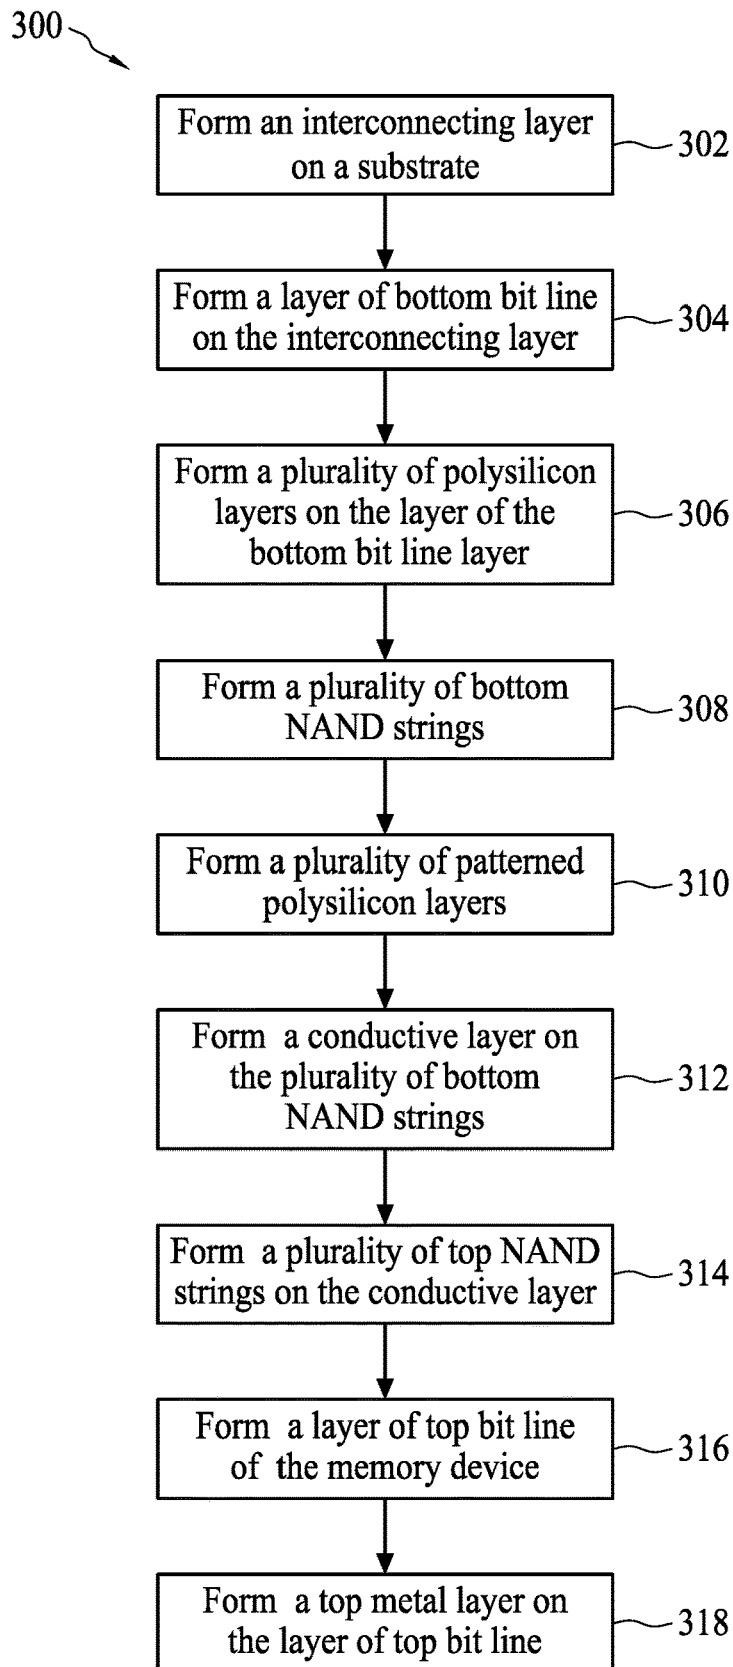 300
Form an interconnecting layer
on a substrate
302
Form a layer of bottom bit line
on the interconnecting layer
304
Form a plurality of polysilicon
layers on the layer of the
bottom bit line layer
306
Form a plurality of bottom
NAND strings
308
Form a plurality of patterned
polysilicon layers
310
Form a conductive layer on
the plurality of bottom
NAND strings
312
Form a plurality of top NAND
strings on the conductive layer
314
Form a layer of top bit line
of the memory device
316
Form a top metal layer on
the layer of top bit line
318